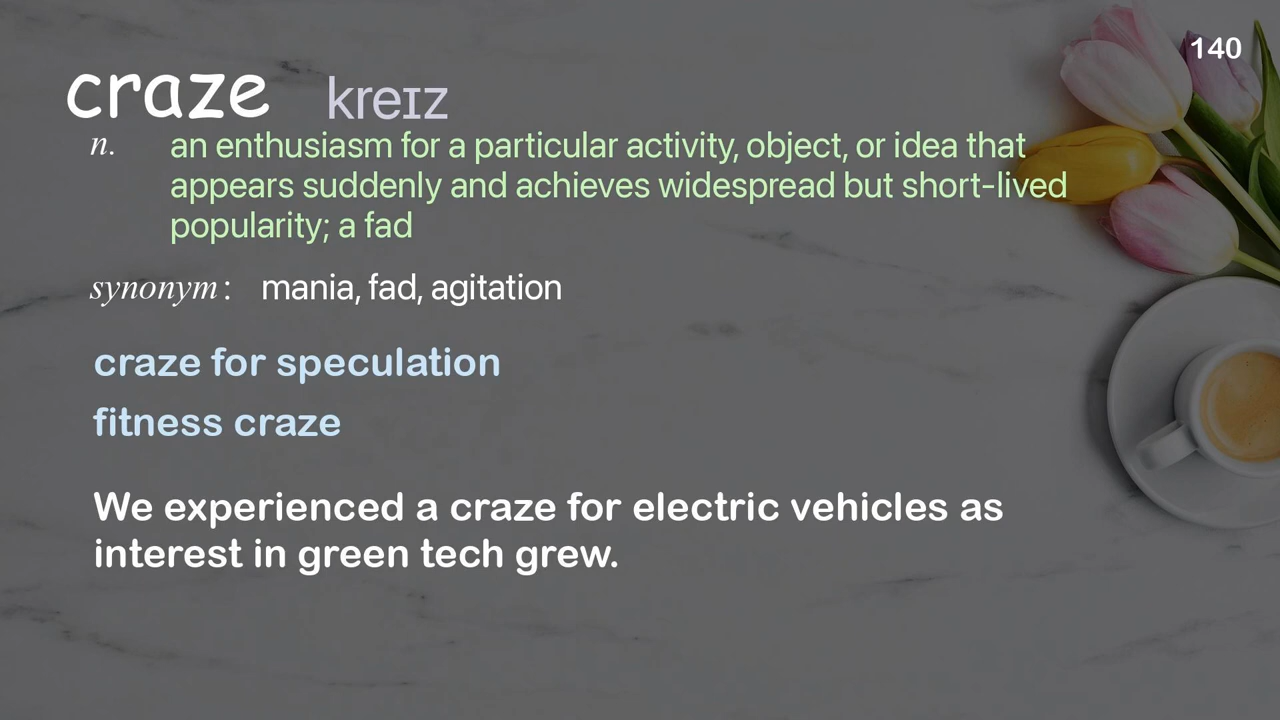 140
craze kreɪz
n. an enthusiasm for a particular activity, object, or idea that
appears suddenly and achieves widespread but short-lived
popularity; a fad
synonym: mania, fad, agitation
craze for speculation
fitness craze
We experienced a craze for electric vehicles as
interest in green tech grew.